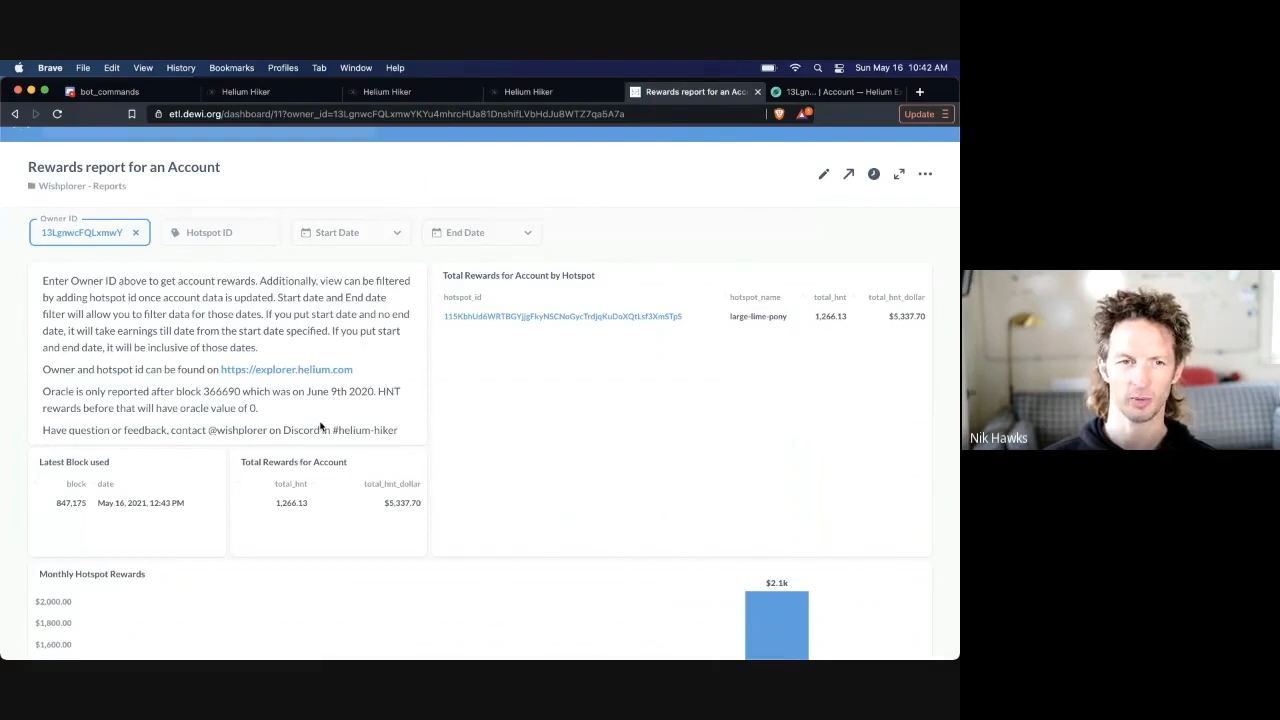 Brave File Edit View History Bookmarks Profiles Tab Window Help Sun May 16 10:42 AM
bot_commands Helium Hiker Helium Hiker Helium Hiker Rewards report for an Acc 13Lgn... | Account — Helium E
etl.dewi.org/dashboard/11?owner_id=13LgnwcFQLxmwYKYu4mhrcHUa81DnshifLVbHdJu8WTZ7qa5A7a Update
Rewards report for an Account
Wishplorer - Reports
Owner ID
13LgnwcFQLxmwY Hotspot ID Start Date End Date
Enter Owner ID above to get account rewards. Additionally, view can be filtered
by adding hotspot id once account data is updated. Start date and End date
filter will allow you to filter data for those dates. If you put start date and no end
date, it will take earnings till date from the start date specified. If you put start
and end date, it will be inclusive of those dates.
Owner and hotspot id can be found on https://explorer.helium.com
Oracle is only reported after block 366690 which was on June 9th 2020. HNT
rewards before that will have oracle value of 0.
Have question or feedback, contact @wishplorer on Discord in #helium-hiker
Total Rewards for Account by Hotspot
hotspot_id hotspot_name total_hnt total_hnt_dollar
115KbhUd6WRTBGYjjgFkyNSCNoGycTrdjqKuDoXQtLsf3XmSTpS large-lime-pony 1,266.13 $5,337.70
Latest Block used
block date
847,175 May 16, 2021, 12:43 PM
Total Rewards for Account
total_hnt total_hnt_dollar
1,266.13 $5,337.70
Monthly Hotspot Rewards
$2.1k
$2,000.00
$1,800.00
$1,600.00
Nik Hawks